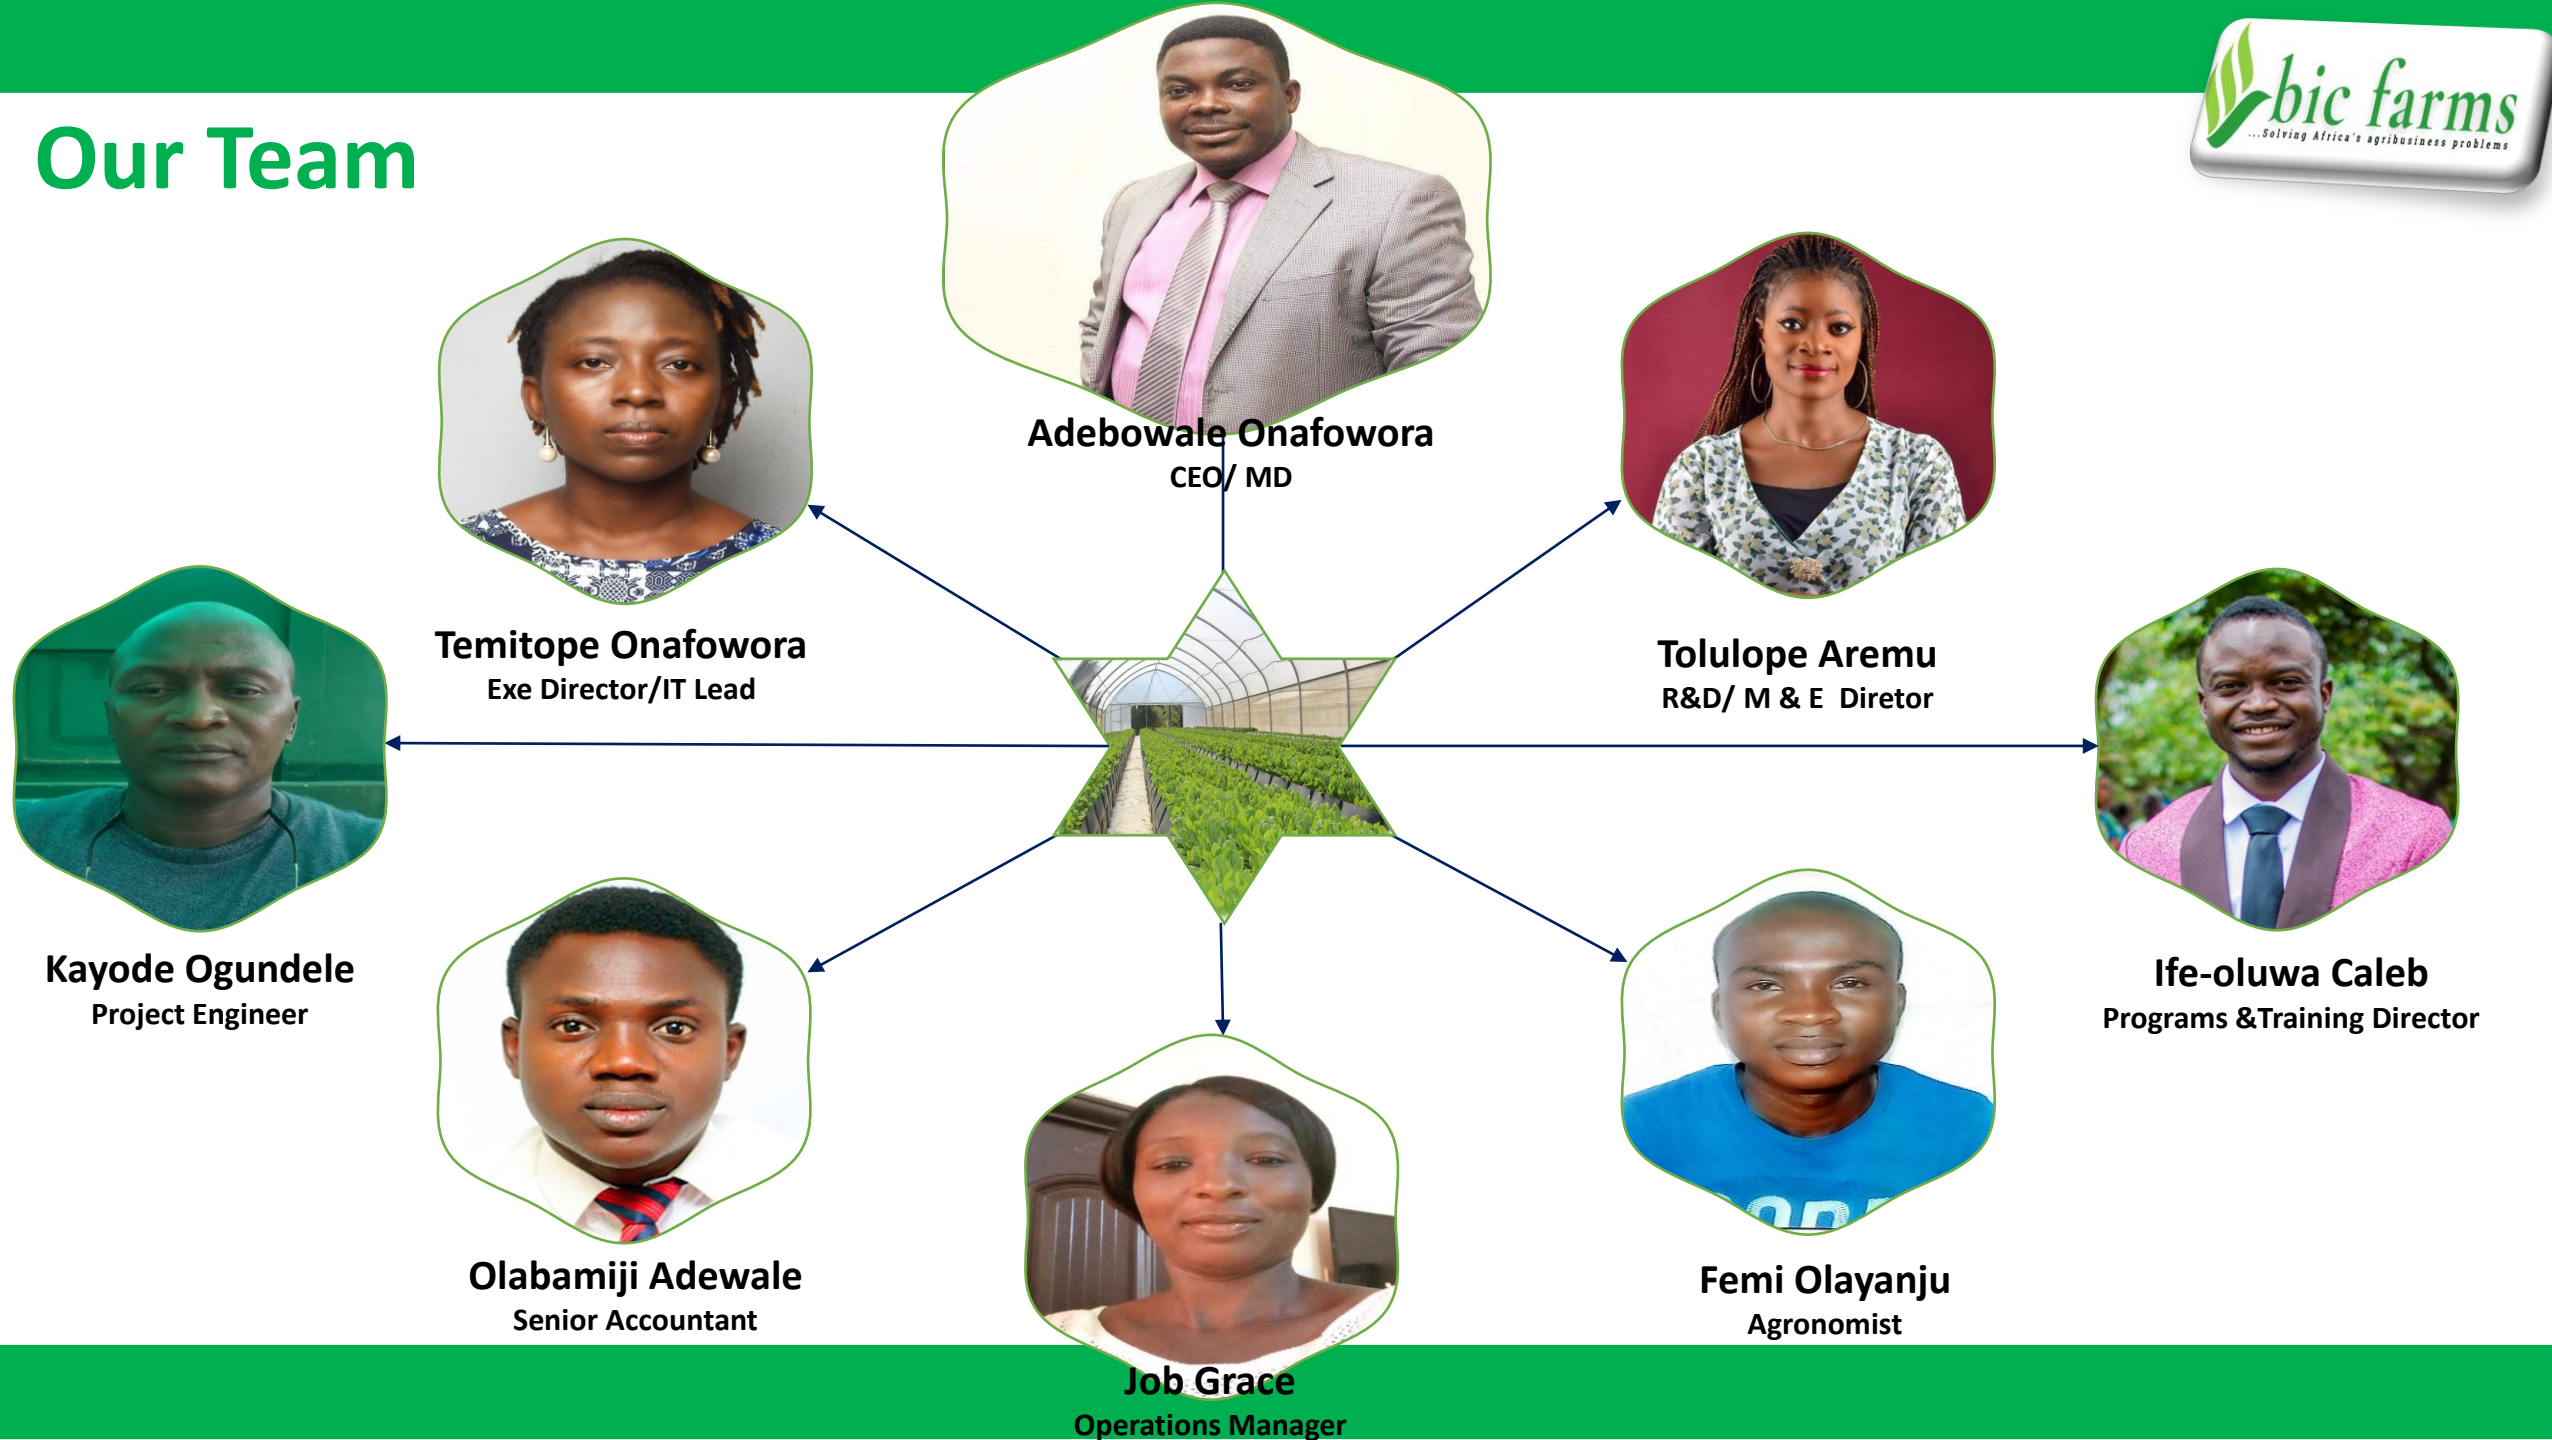 Our Team
bic farms
...Solving Africa's agribusiness problems
Adebowale Onafowora
CEO/ MD
Temitope Onafowora
Exe Director/IT Lead
Tolulope Aremu
R&D/ M & E  Diretor
Kayode Ogundele
Project Engineer
Ife-oluwa Caleb
Programs &Training Director
Olabamiji Adewale
Senior Accountant
Femi Olayanju
Agronomist
Job Grace
Operations Manager